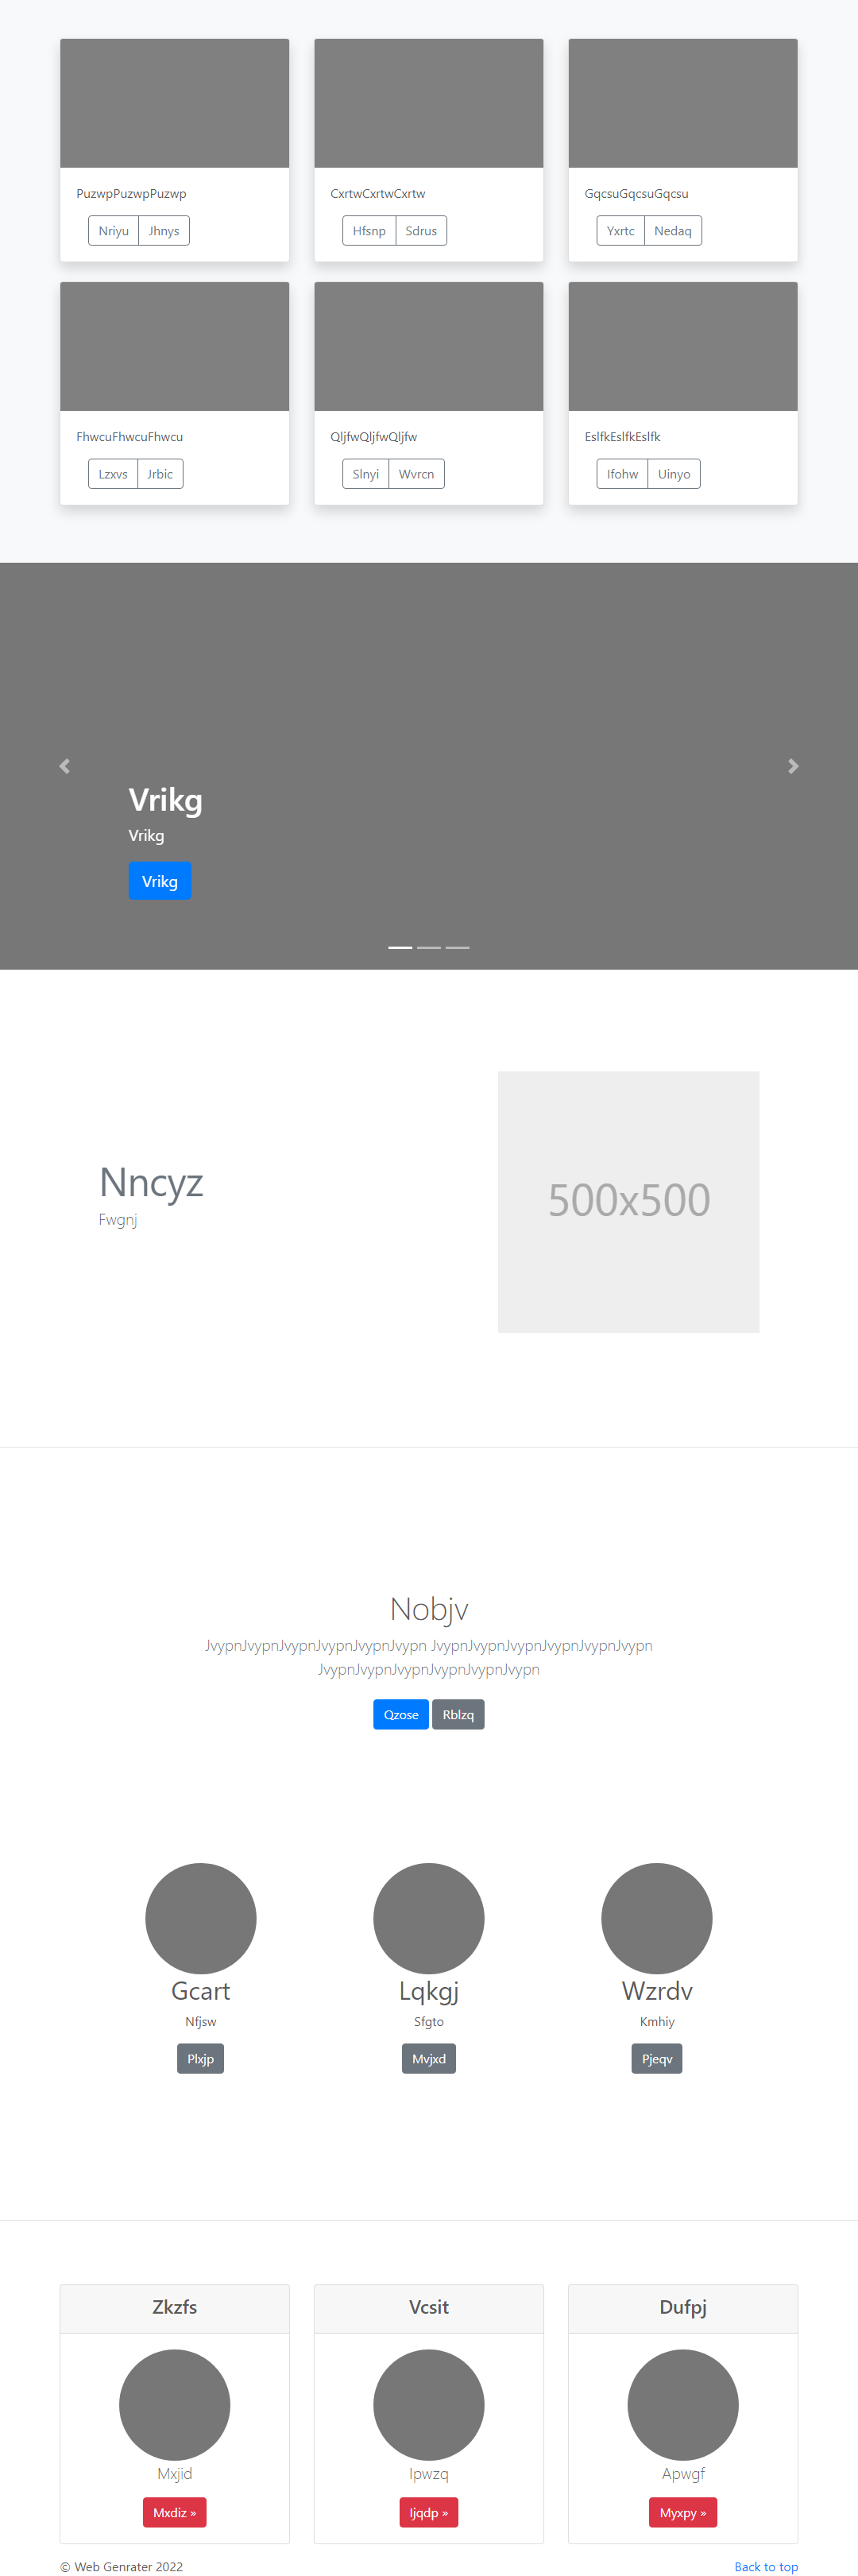 PuzwpPuzwpPuzwp
Nriyu Jhnys
CxrtwCxrtwCxrtw
Hfsnp Sdrus
GqcsuGqcsuGqcsu
Yxrtc Nedaq
FhwcuFhwcuFhwcu
Lzxvs Jrbic
QljfwQljfwQljfw
Slnyi Wvrcn
EslfkEslfkEslfk
Ifohw Uinyo
Vrikg
Vrikg
Vrikg
Nncyz
Fwgnj
500x500
Nobjv
JvypnJvypnJvypnJvypnJvypnJvypn JvypnJvypnJvypnJvypnJvypnJvypn
JvypnJvypnJvypnJvypnJvypnJvypn
Qzose Rblzq
Gcart
Nfjsw
Plxjp
Lqkgj
Sfgto
Mvjxd
Wzrdv
Kmhiy
Pjeqv
Zkzfs
Mxjid
Mxdiz »
Vcsit
Ipwzq
Ijqdp »
Dufpj
Apwgf
Myxpy »
© Web Genrater 2022
Back to top